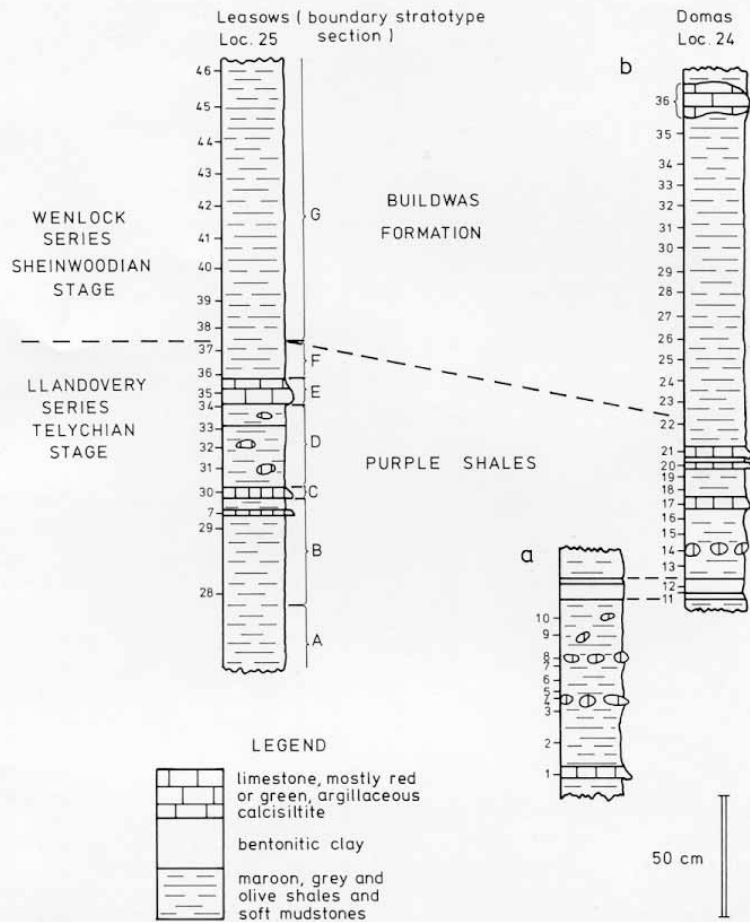 Leasows ( boundary stratotype
Loc. 25 section )
Domas
Loc. 24
WENLOCK
SERIES
SHEINWOODIAN
STAGE
LLANDOVERY
SERIES
TELYCHIAN
STAGE
46
45
44
43
42
41
40
39
38
37
36
35
34
33
32
31
30
7
29
28
G
F
E
D
C
B
A
BUILDWAS
FORMATION
PURPLE SHALES
b
36
35
34
33
32
31
30
29
28
27
26
25
24
23
22
21
20
19
18
17
16
15
14
13
12
11
a
10
9
8
7
6
5
4
3
2
1
LEGEND
limestone, mostly red
or green, argillaceous
calcisiltite
bentonitic clay
maroon, grey and
olive shales and
soft mudstones
50 cm